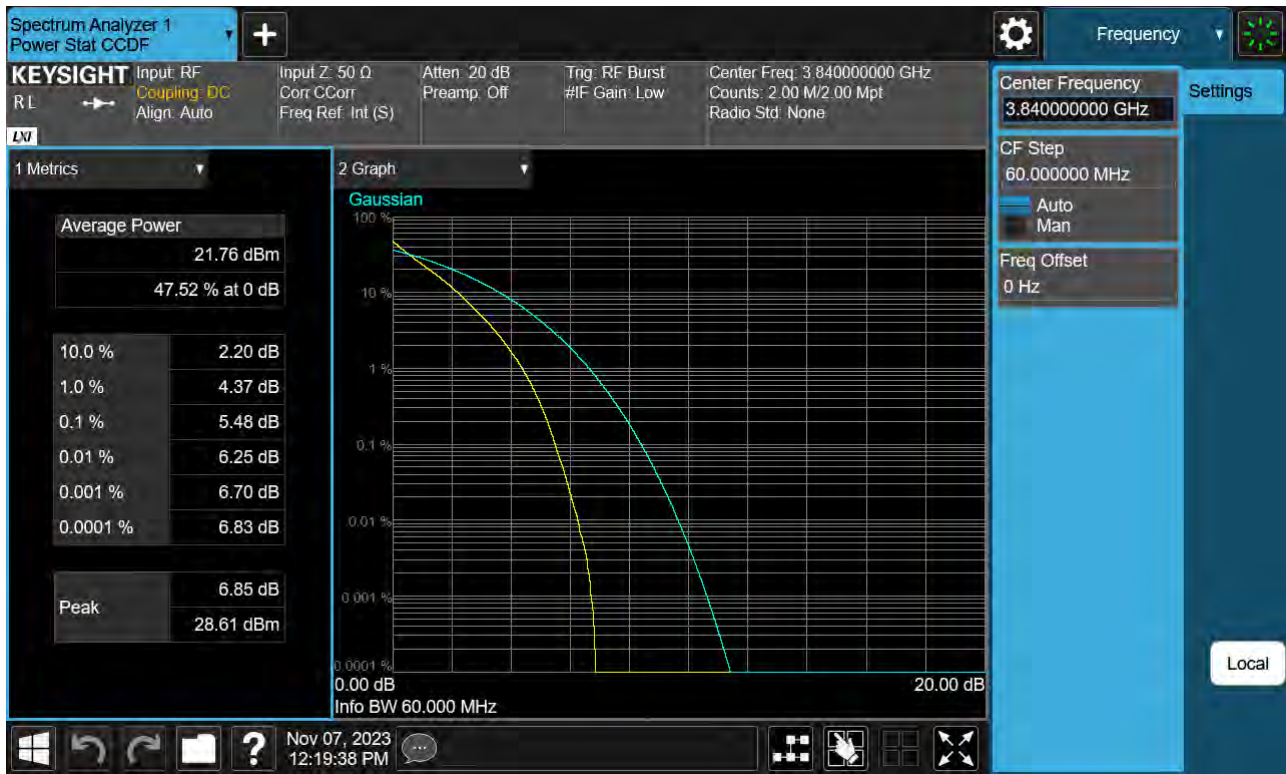 Spectrum Analyzer 1
Power Stat CCDF
Frequency
KEYSIGHT
RL
LXI
Input: RF
Coupling: DC
Align: Auto
Input Z: 50 Ω
Corr CCorr
Freq Ref: Int (S)
Atten: 20 dB
Preamp: Off
Trig: RF Burst
#IF Gain: Low
Center Freq: 3.840000000 GHz
Counts: 2.00 M/2.00 Mpt
Radio Std: None
1 Metrics
Average Power
21.76 dBm
47.52 % at 0 dB
10.0 % 2.20 dB
1.0 % 4.37 dB
0.1 % 5.48 dB
0.01 % 6.25 dB
0.001 % 6.70 dB
0.0001 % 6.83 dB
Peak
6.85 dB
28.61 dBm
2 Graph
Gaussian
100 %
10 %
1 %
0.1 %
0.01 %
0.001 %
0.0001 %
0.00 dB 20.00 dB
Info BW 60.000 MHz
Center Frequency
3.840000000 GHz
CF Step
60.000000 MHz
Auto
Man
Freq Offset
0 Hz
Settings
Local
?
Nov 07, 2023
12:19:38 PM